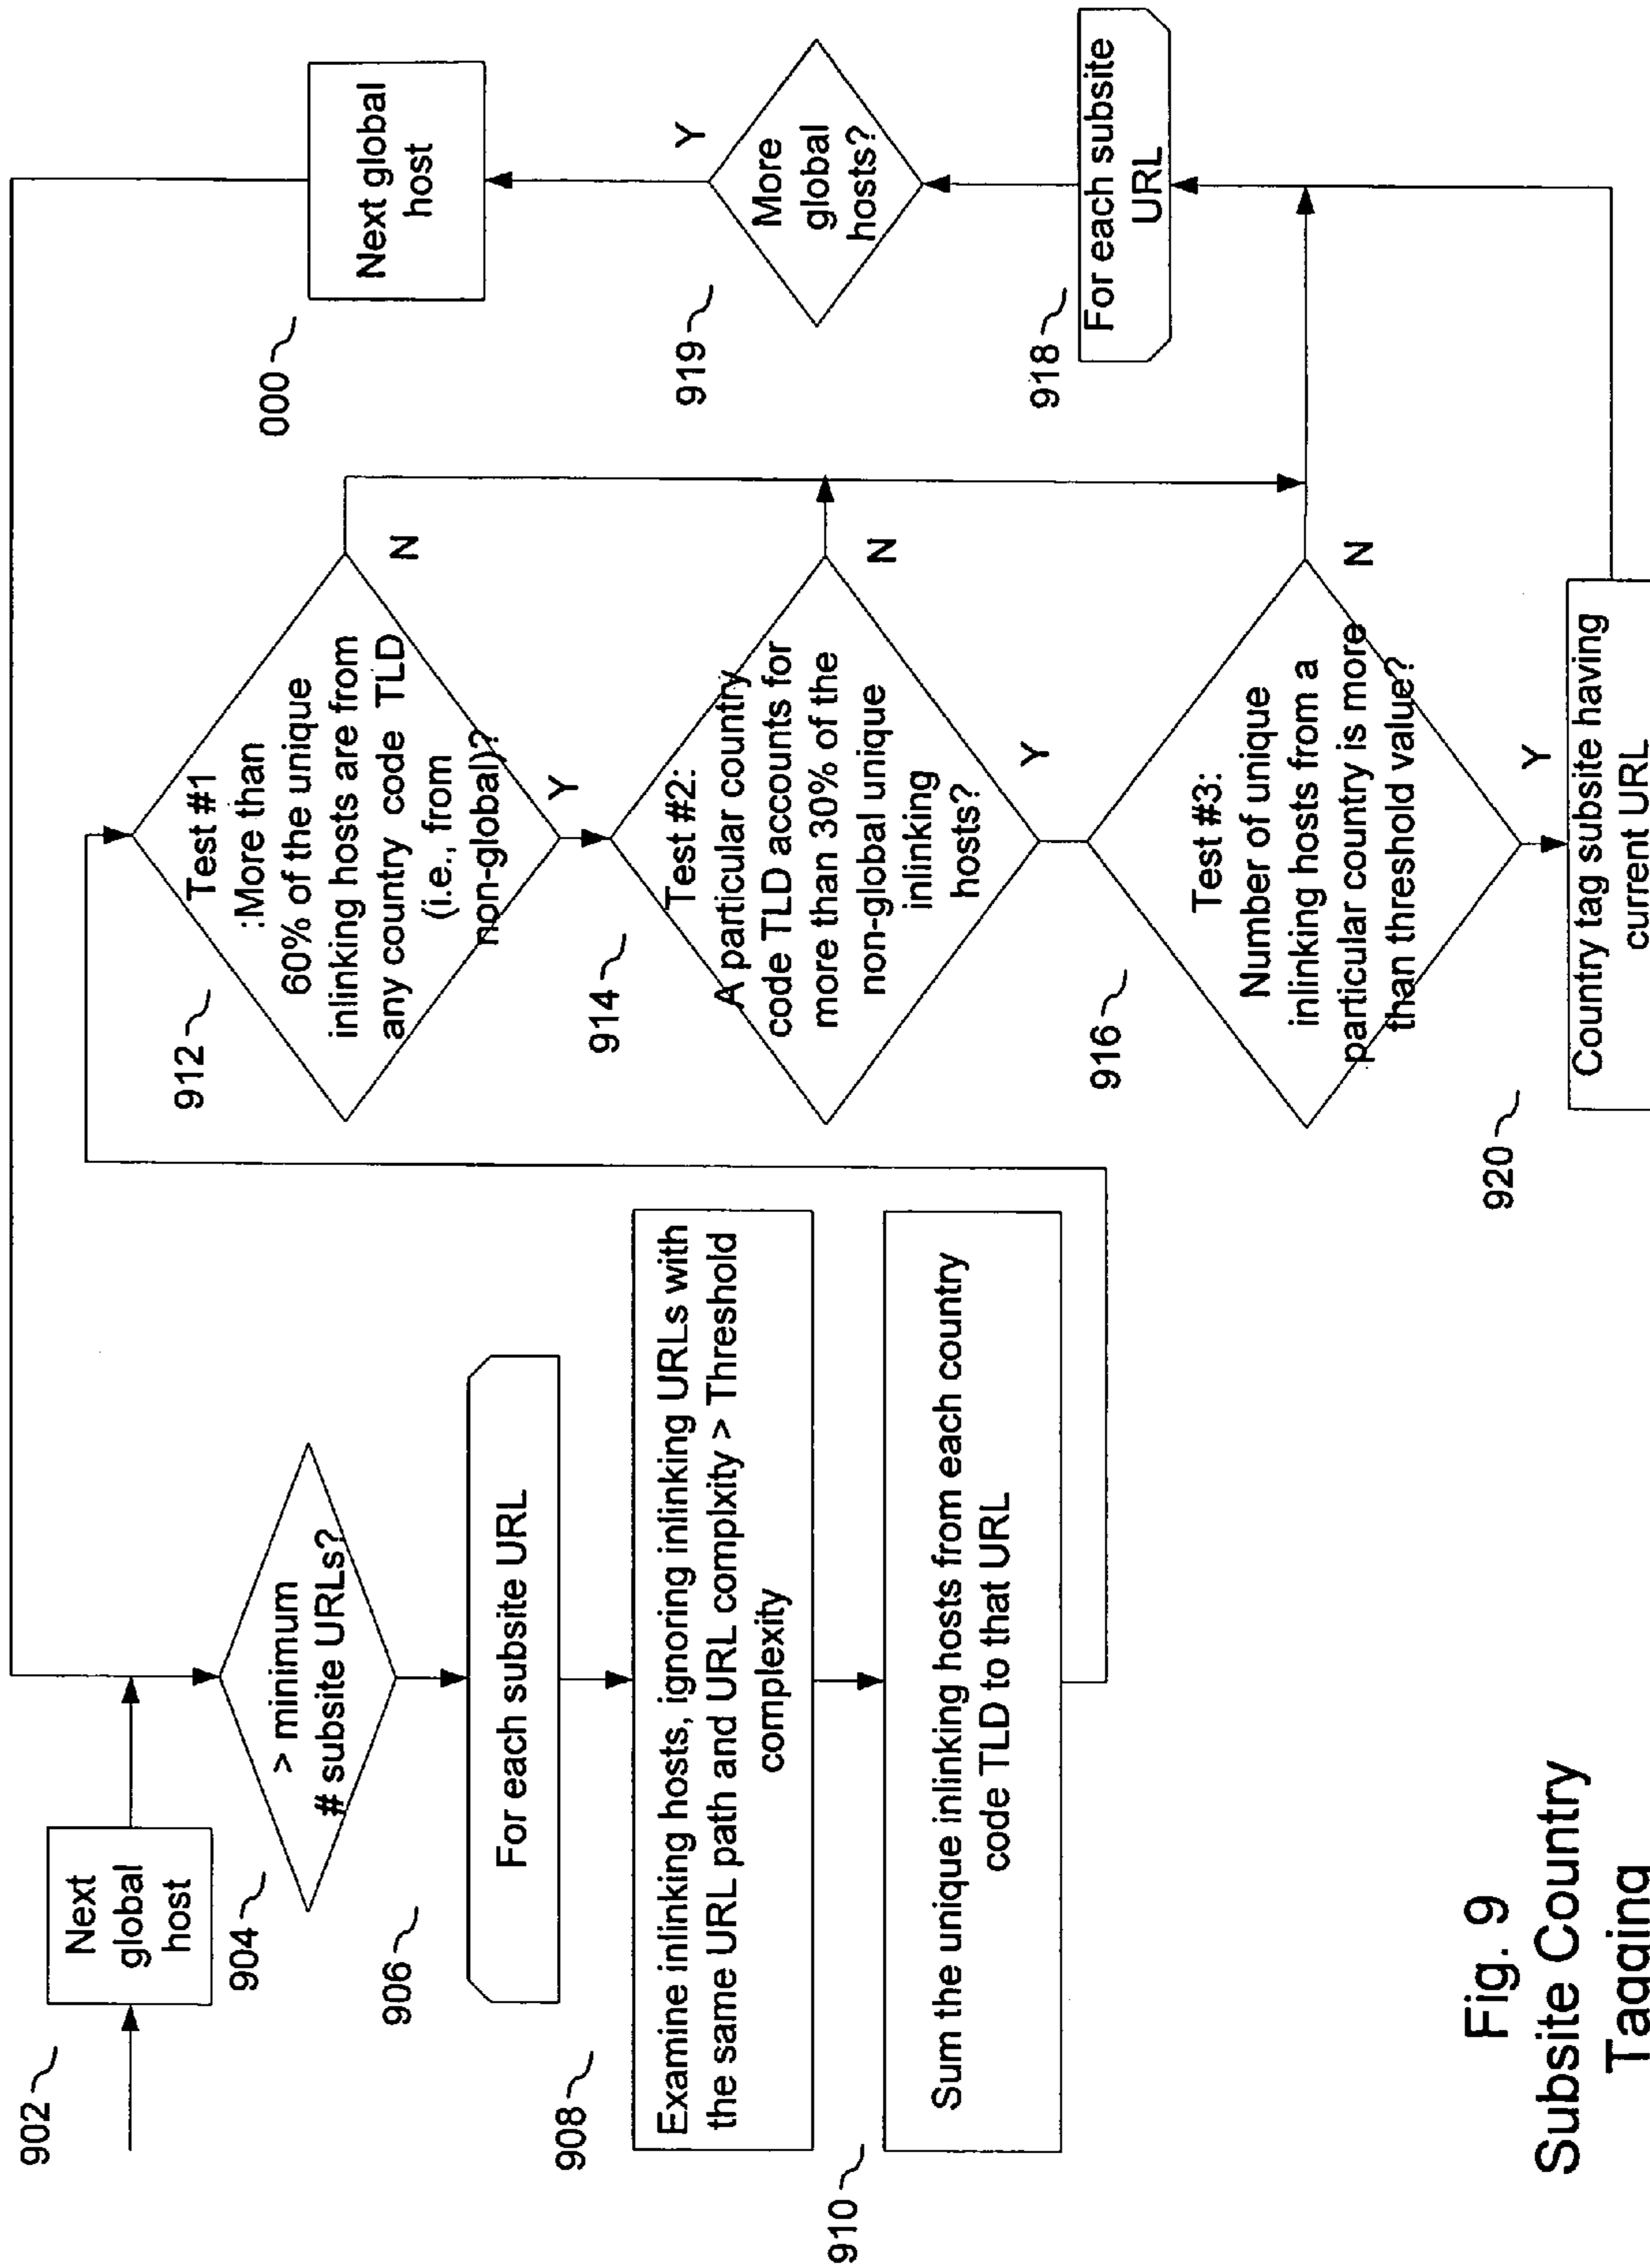 902
Next
global
host
904
> minimum
# subsite URLs?
906
For each subsite URL
908
Examine inlinking hosts, ignoring inlinking URLs with
the same URL path and URL complxity > Threshold
complexity
910
Sum the unique inlinking hosts from each country
code TLD to that URL
912
Test #1
:More than
60% of the unique
inlinking hosts are from
any country code TLD
(i.e., from
non-global)?
N
Y
914
Test #2:
A particular country
code TLD accounts for
more than 30% of the
non-global unique
inlinking
hosts?
N
Y
916
Test #3:
Number of unique
inlinking hosts from a
particular country is more
than threshold value?
N
Y
920
Country tag subsite having
current URL
918
For each subsite
URL
919
More
global
hosts?
Y
000
Next global
host
Fig. 9
Subsite Country
Tagging